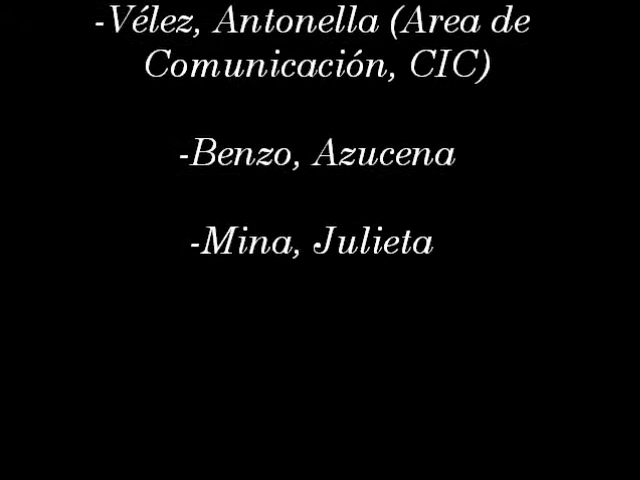 -Vélez, Antonella (Area de
Comunicación, CIC)
-Benzo, Azucena
-Mina, Julieta